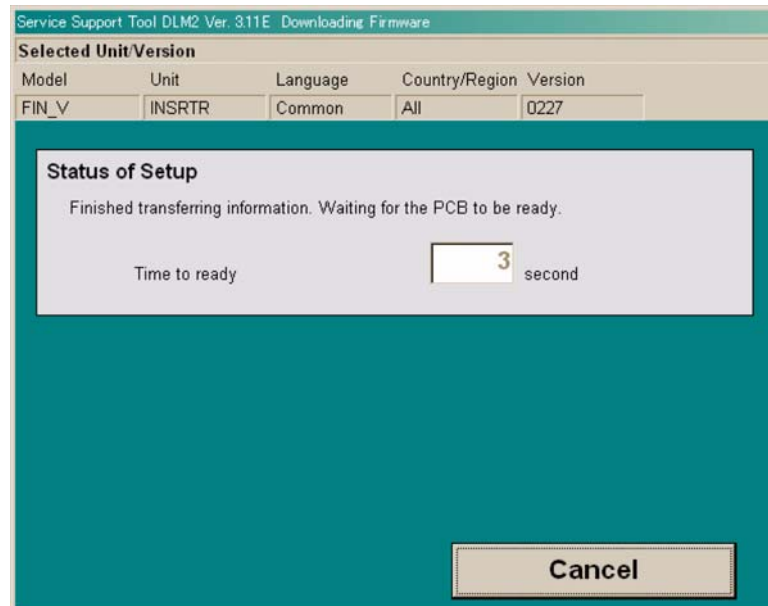 Service Support Tool DLM2 Ver. 3.11E Downloading Firmware
Selected Unit/Version
Model Unit Language Country/Region Version
FIN_V INSRTR Common All 0227
Status of Setup
Finished transferring information. Waiting for the PCB to be ready.
Time to ready 3 second
Cancel